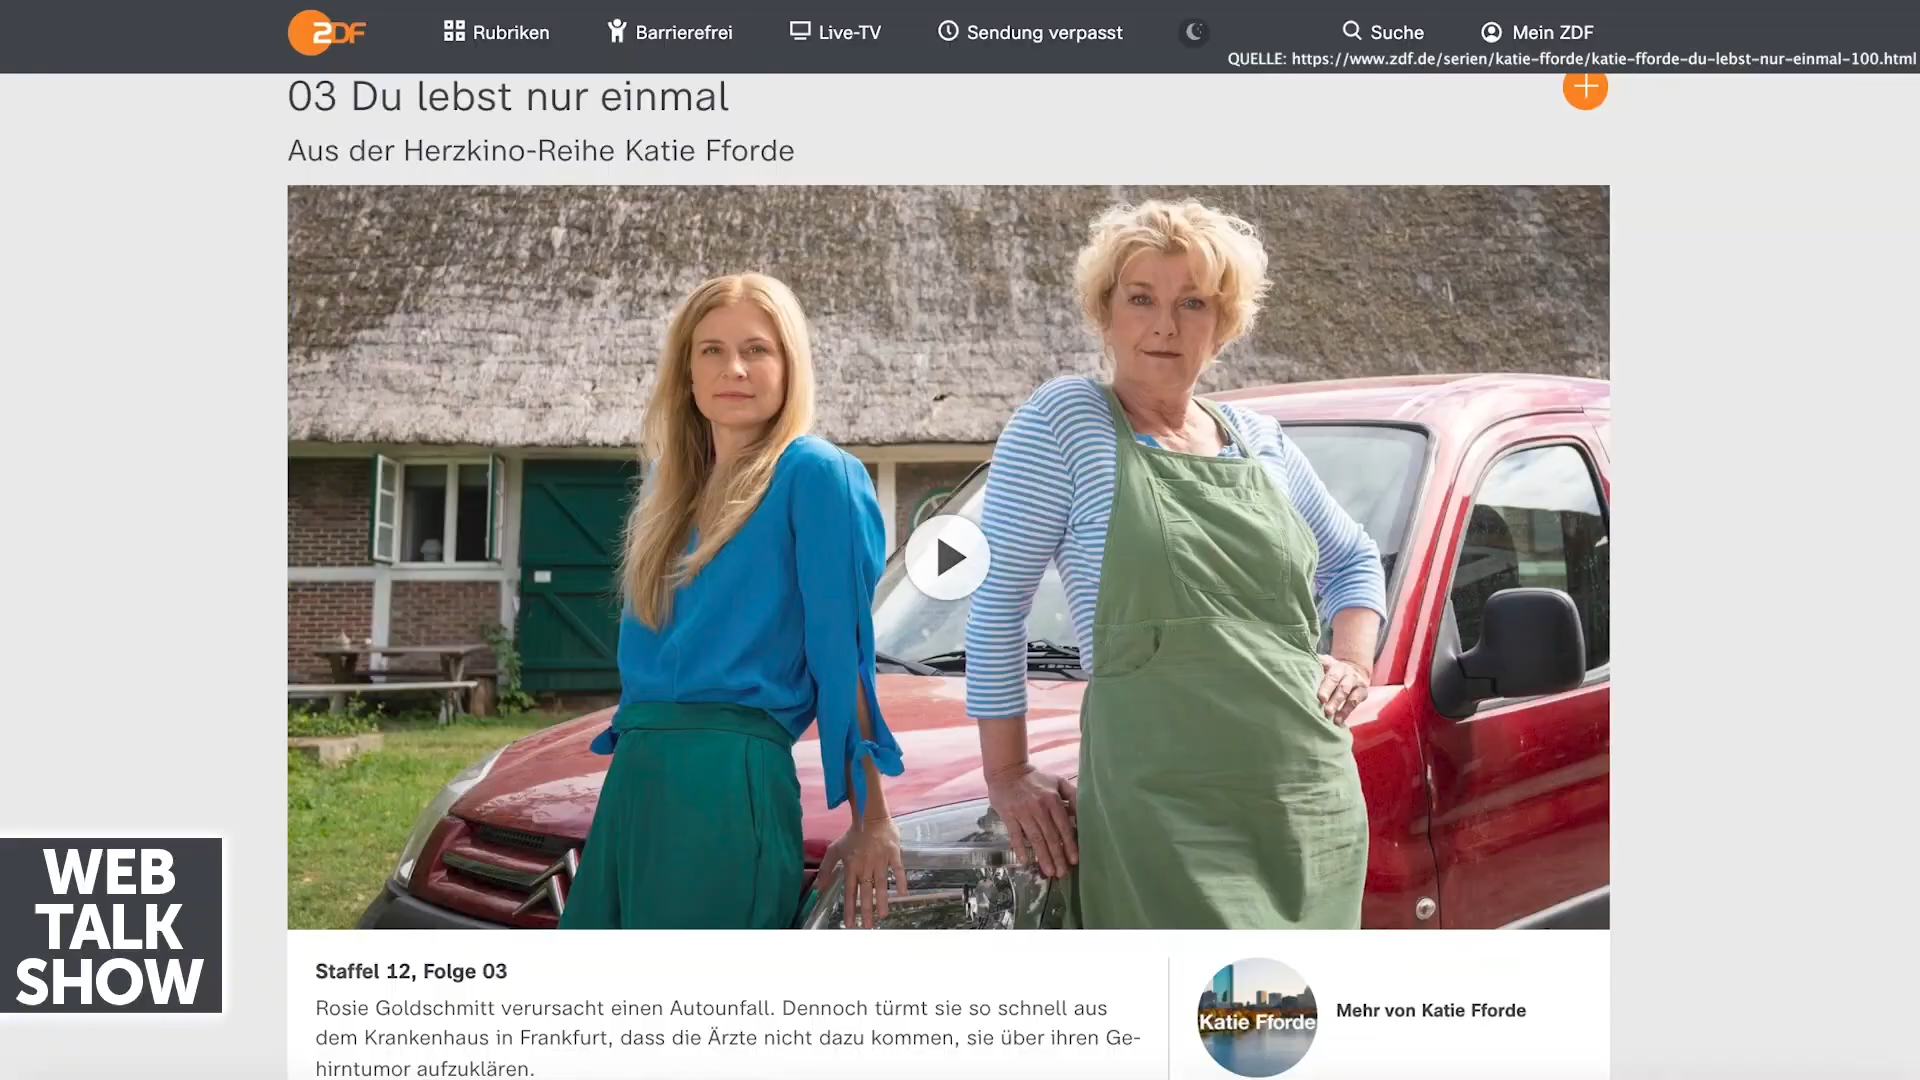 ZDF
Rubriken
Barrierefrei
Live-TV
Sendung verpasst
Suche
Mein ZDF
QUELLE: https://www.zdf.de/serien/katie-fforde/katie-fforde-du-lebst-nur-einmal-100.html
03 Du lebst nur einmal
Aus der Herzkino-Reihe Katie Fforde
WEB
TALK
SHOW
Staffel 12, Folge 03
Rosie Goldschmitt verursacht einen Autounfall. Dennoch türmt sie so schnell aus
dem Krankenhaus in Frankfurt, dass die Ärzte nicht dazu kommen, sie über ihren Ge-
hirntumor aufzuklären.
Katie Fforde
Mehr von Katie Fforde